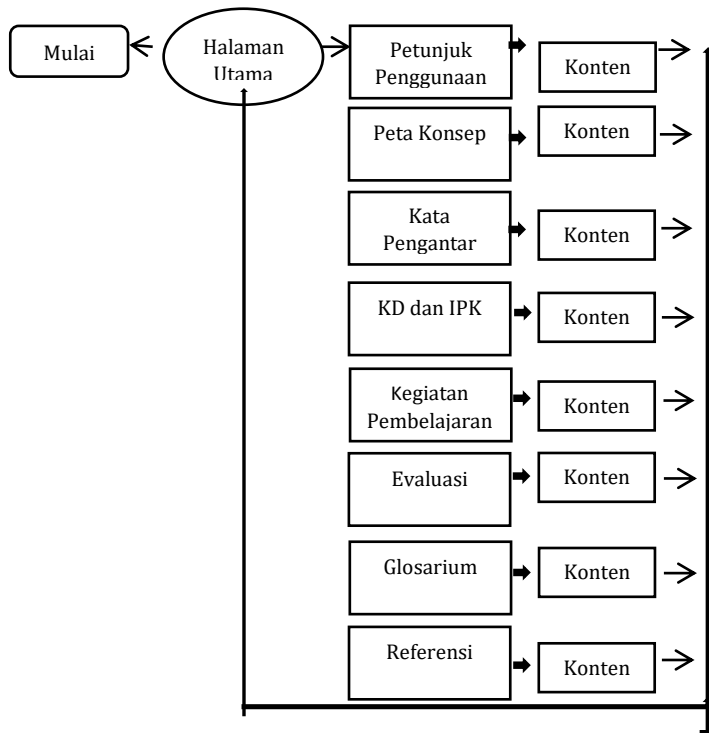 Mulai
Halaman
Utama
Petunjuk
Penggunaan
Konten
Peta Konsep
Konten
Kata
Pengantar
Konten
KD dan IPK
Konten
Kegiatan
Pembelajaran
Konten
Evaluasi
Konten
Glosarium
Konten
Referensi
Konten